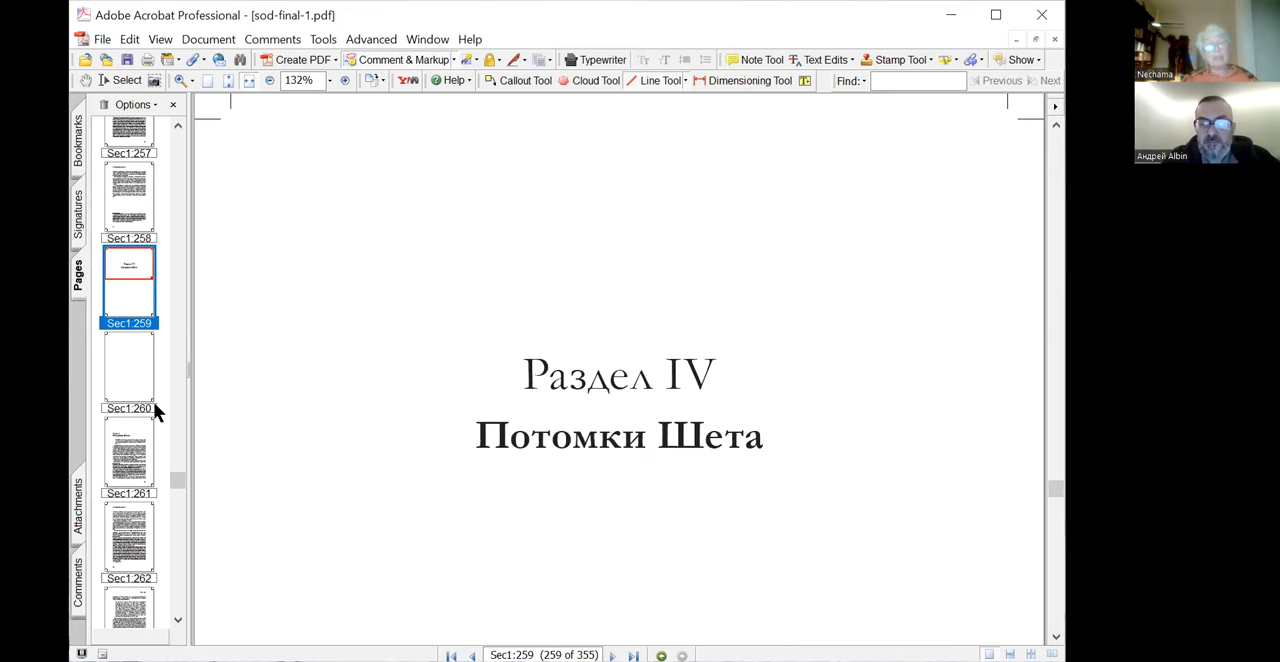 Adobe Acrobat Professional - [sod-final-1.pdf]
File Edit View Document Comments Tools Advanced Window Help
Create PDF Comment & Markup Typewriter Note Tool Text Edits Stamp Tool Show
Select 132% Y!M Help Callout Tool Cloud Tool Line Tool Dimensioning Tool Find: Previous Next
Options
Bookmarks
Signatures
Pages
Attachments
Comments
Sec1:257
Sec1:258
Sec1:259
Sec1:260
Sec1:261
Sec1:262
Раздел IV
Потомки Шета
Sec1:259 (259 of 355)
Nechama
Андрей Albin